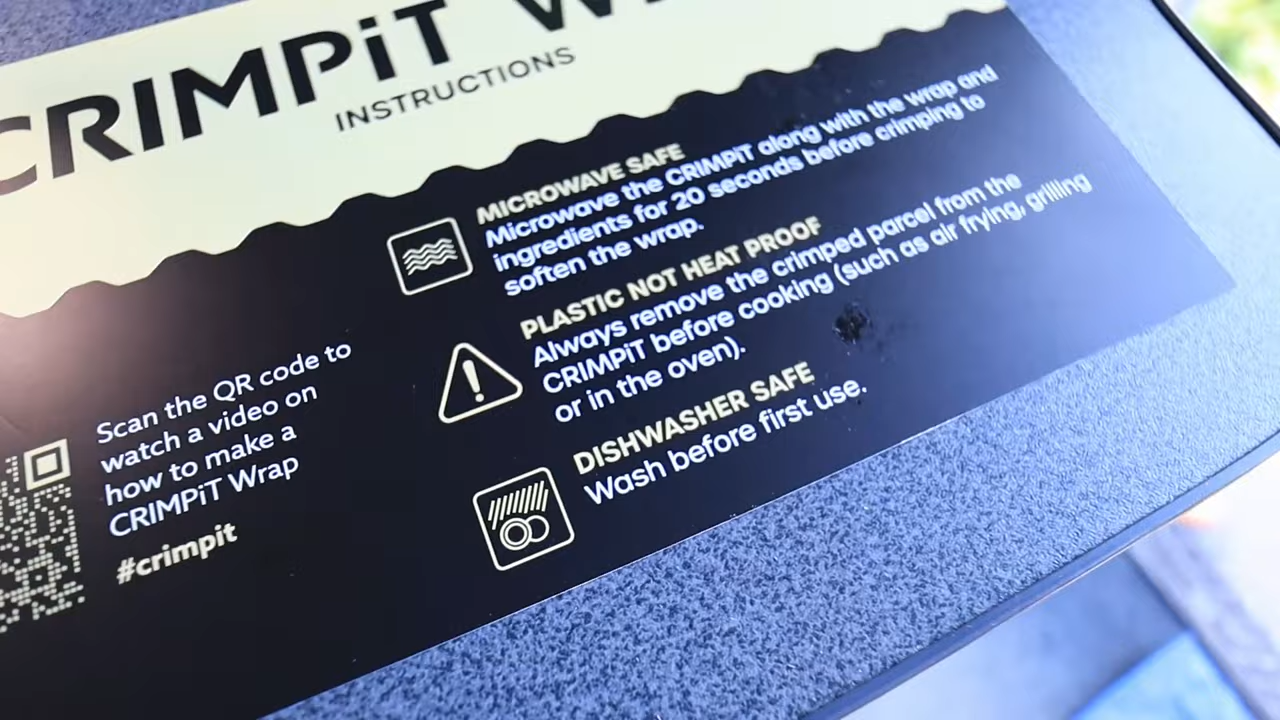 CRIMPiT W
INSTRUCTIONS
MICROWAVE SAFE
Microwave the CRIMPiT along with the wrap and
ingredients for 20 seconds before crimping to
soften the wrap.
PLASTIC NOT HEAT PROOF
Always remove the crimped parcel from the
CRIMPiT before cooking (such as air frying, grilling
or in the oven).
DISHWASHER SAFE
Wash before first use.
Scan the QR code to
watch a video on
how to make a
CRIMPiT Wrap
#crimpit